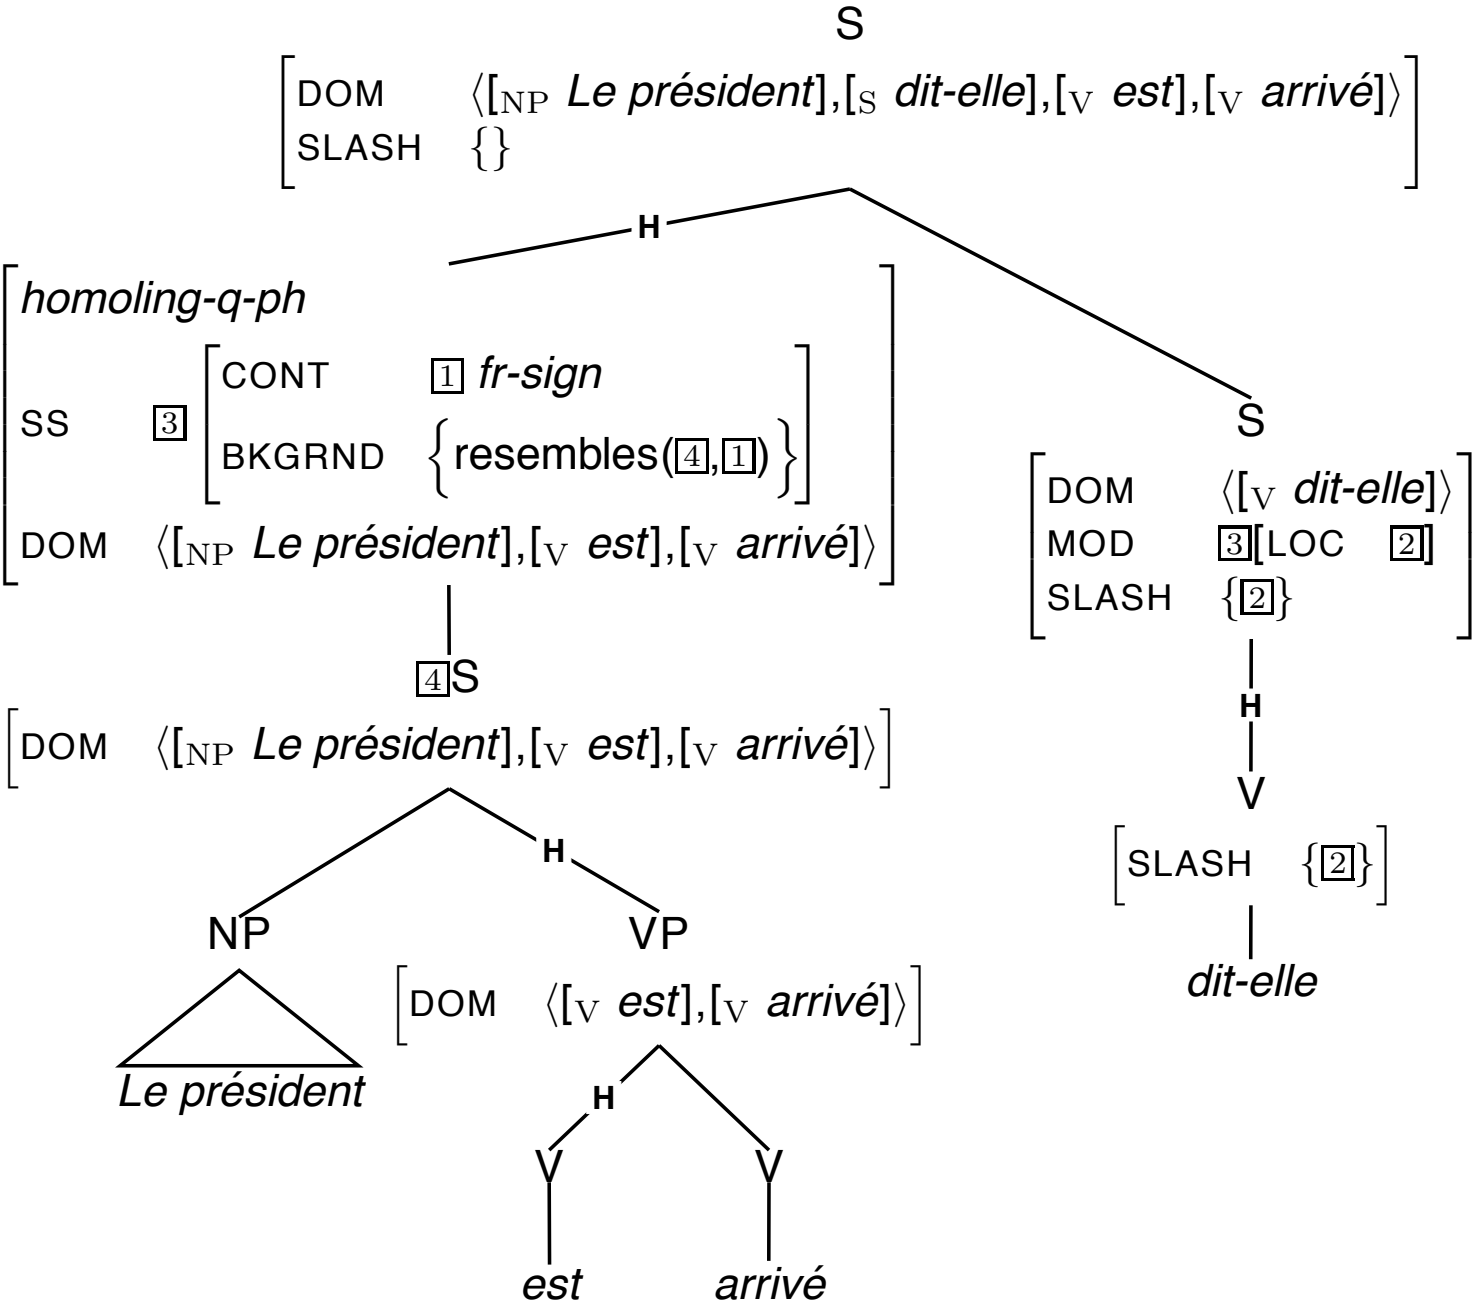 S
DOM ⟨[NP Le président],[S dit-elle],[V est],[V arrivé]⟩
SLASH {}
H
homoling-q-ph
CONT 1 fr-sign
SS 3
BKGRND {resembles(4,1)}
DOM ⟨[NP Le président],[V est],[V arrivé]⟩
S
DOM ⟨[V dit-elle]⟩
MOD 3[LOC 2]
SLASH {2}
H
V
SLASH {2}
dit-elle
4S
DOM ⟨[NP Le président],[V est],[V arrivé]⟩
H
NP VP
Le président
DOM ⟨[V est],[V arrivé]⟩
H
V V
est arrivé